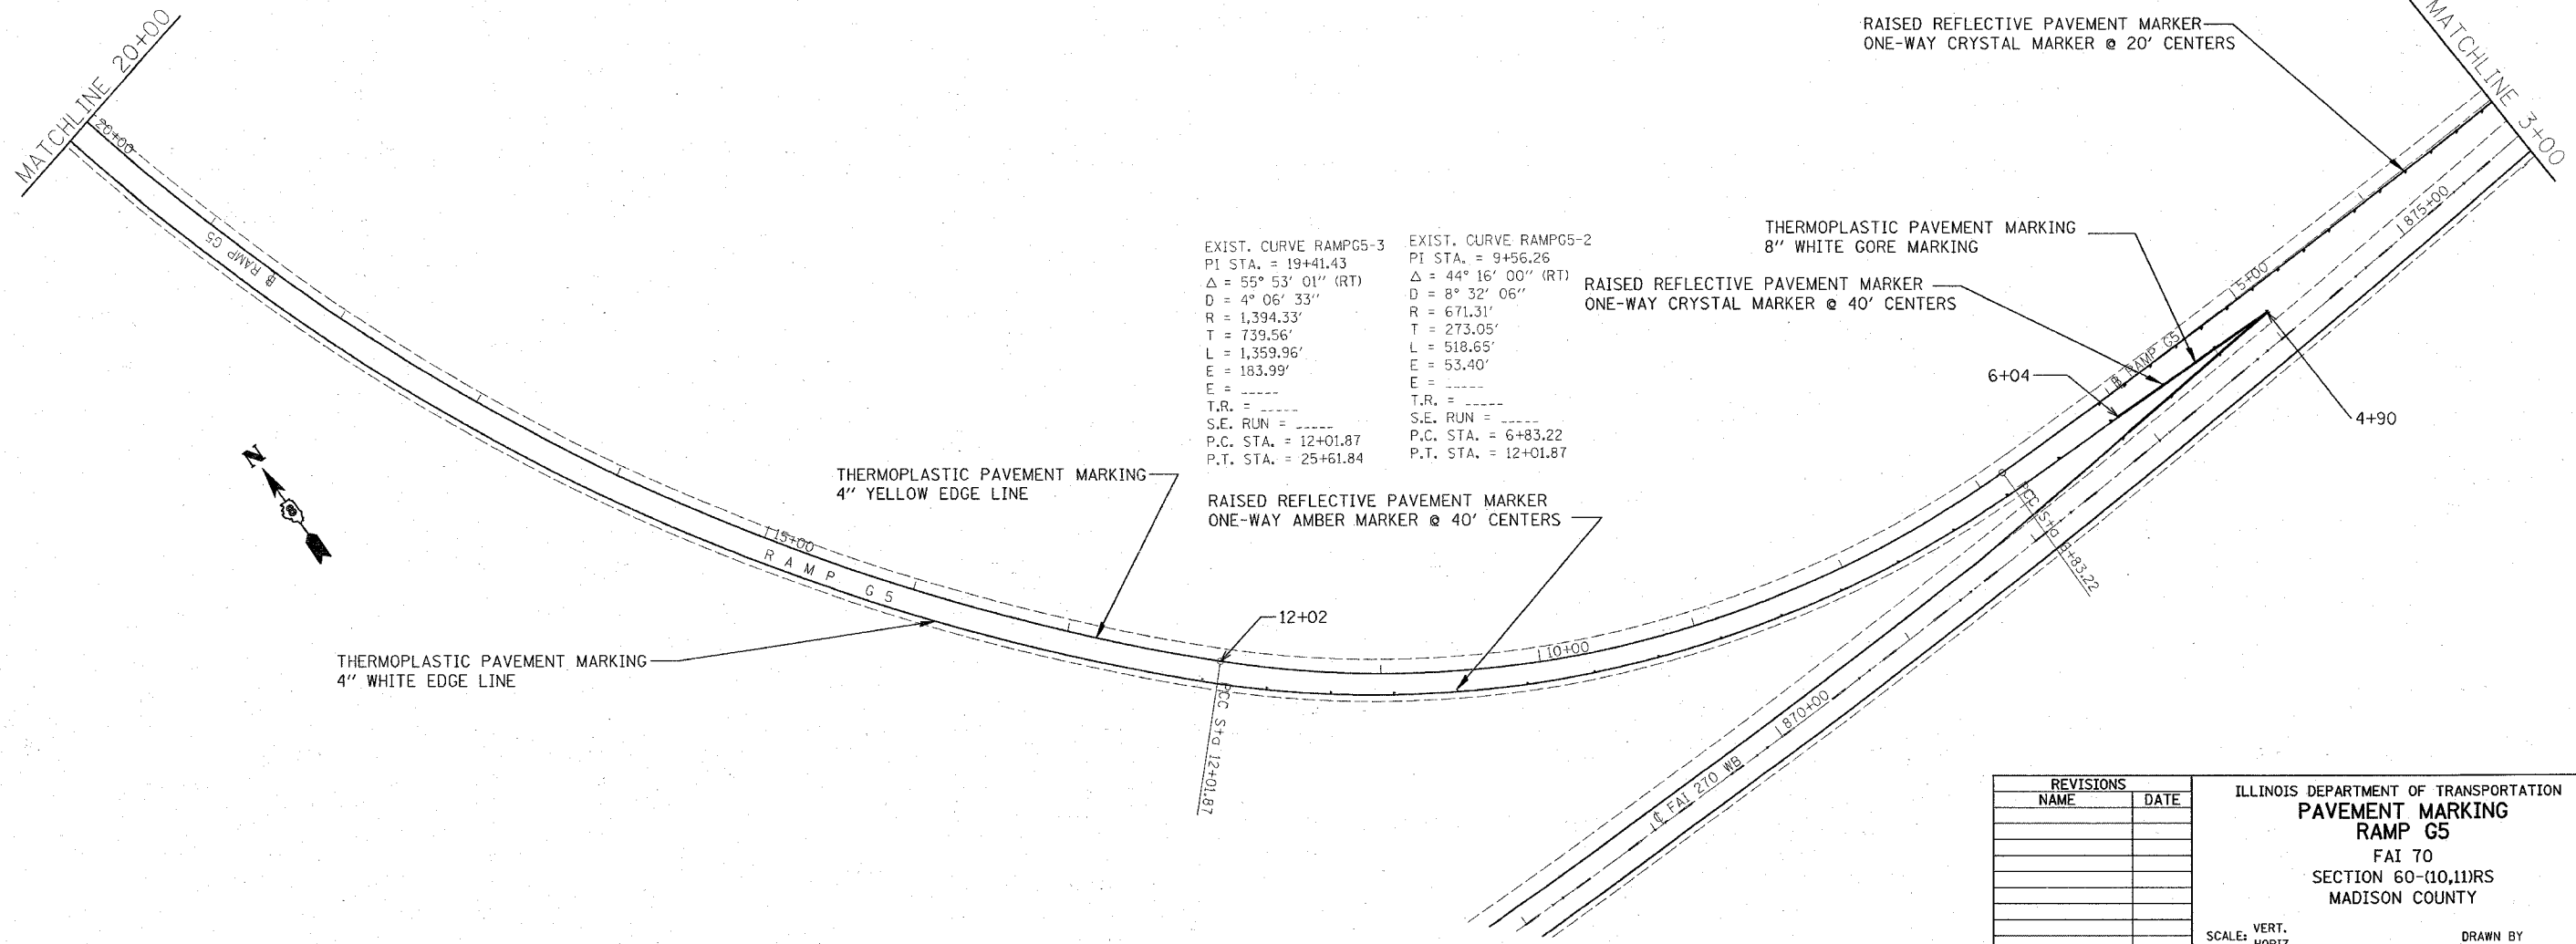 MATCHLINE 20+00
20+00
℄ RAMP G5
N
THERMOPLASTIC PAVEMENT MARKING
4" WHITE EDGE LINE
15+00
RAMP G5
THERMOPLASTIC PAVEMENT MARKING
4" YELLOW EDGE LINE
EXIST. CURVE RAMPG5-3
PI STA. = 19+41.43
Δ = 55° 53' 01" (RT)
D = 4° 06' 33"
R = 1,394.33'
T = 739.56'
L = 1,359.96'
E = 183.99'
E = _____
T.R. = _____
S.E. RUN = _____
P.C. STA. = 12+01.87
P.T. STA. = 25+61.84
EXIST. CURVE RAMPG5-2
PI STA. = 9+56.26
Δ = 44° 16' 00" (RT)
D = 8° 32' 06"
R = 671.31'
T = 273.05'
L = 518.65'
E = 53.40'
E = _____
T.R. = _____
S.E. RUN = _____
P.C. STA. = 6+83.22
P.T. STA. = 12+01.87
RAISED REFLECTIVE PAVEMENT MARKER
ONE-WAY AMBER MARKER @ 40' CENTERS
12+02
PCC Sta 12+01.87
10+00
RAISED REFLECTIVE PAVEMENT MARKER
ONE-WAY CRYSTAL MARKER @ 20' CENTERS
MATCHLINE 3+00
THERMOPLASTIC PAVEMENT MARKING
8" WHITE GORE MARKING
RAISED REFLECTIVE PAVEMENT MARKER
ONE-WAY CRYSTAL MARKER @ 40' CENTERS
875+00
5+00
℄ RAMP G5
6+04
4+90
PCC Sta 6+83.22
870+00
℄ FAI 270 WB
REVISIONS
NAME DATE
ILLINOIS DEPARTMENT OF TRANSPORTATION
PAVEMENT MARKING
RAMP G5
FAI 70
SECTION 60-(10,11)RS
MADISON COUNTY
SCALE: VERT.
HORIZ.
DRAWN BY